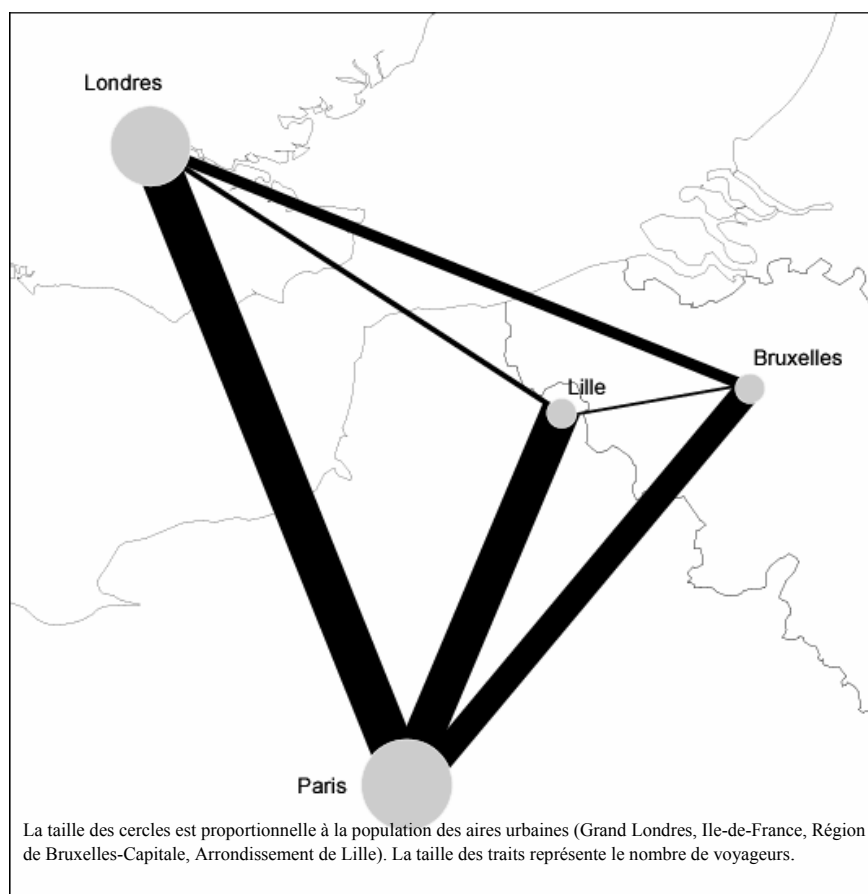 Londres
Bruxelles
Lille
Paris
La taille des cercles est proportionnelle à la population des aires urbaines (Grand Londres, Ile-de-France, Région
de Bruxelles-Capitale, Arrondissement de Lille). La taille des traits représente le nombre de voyageurs.